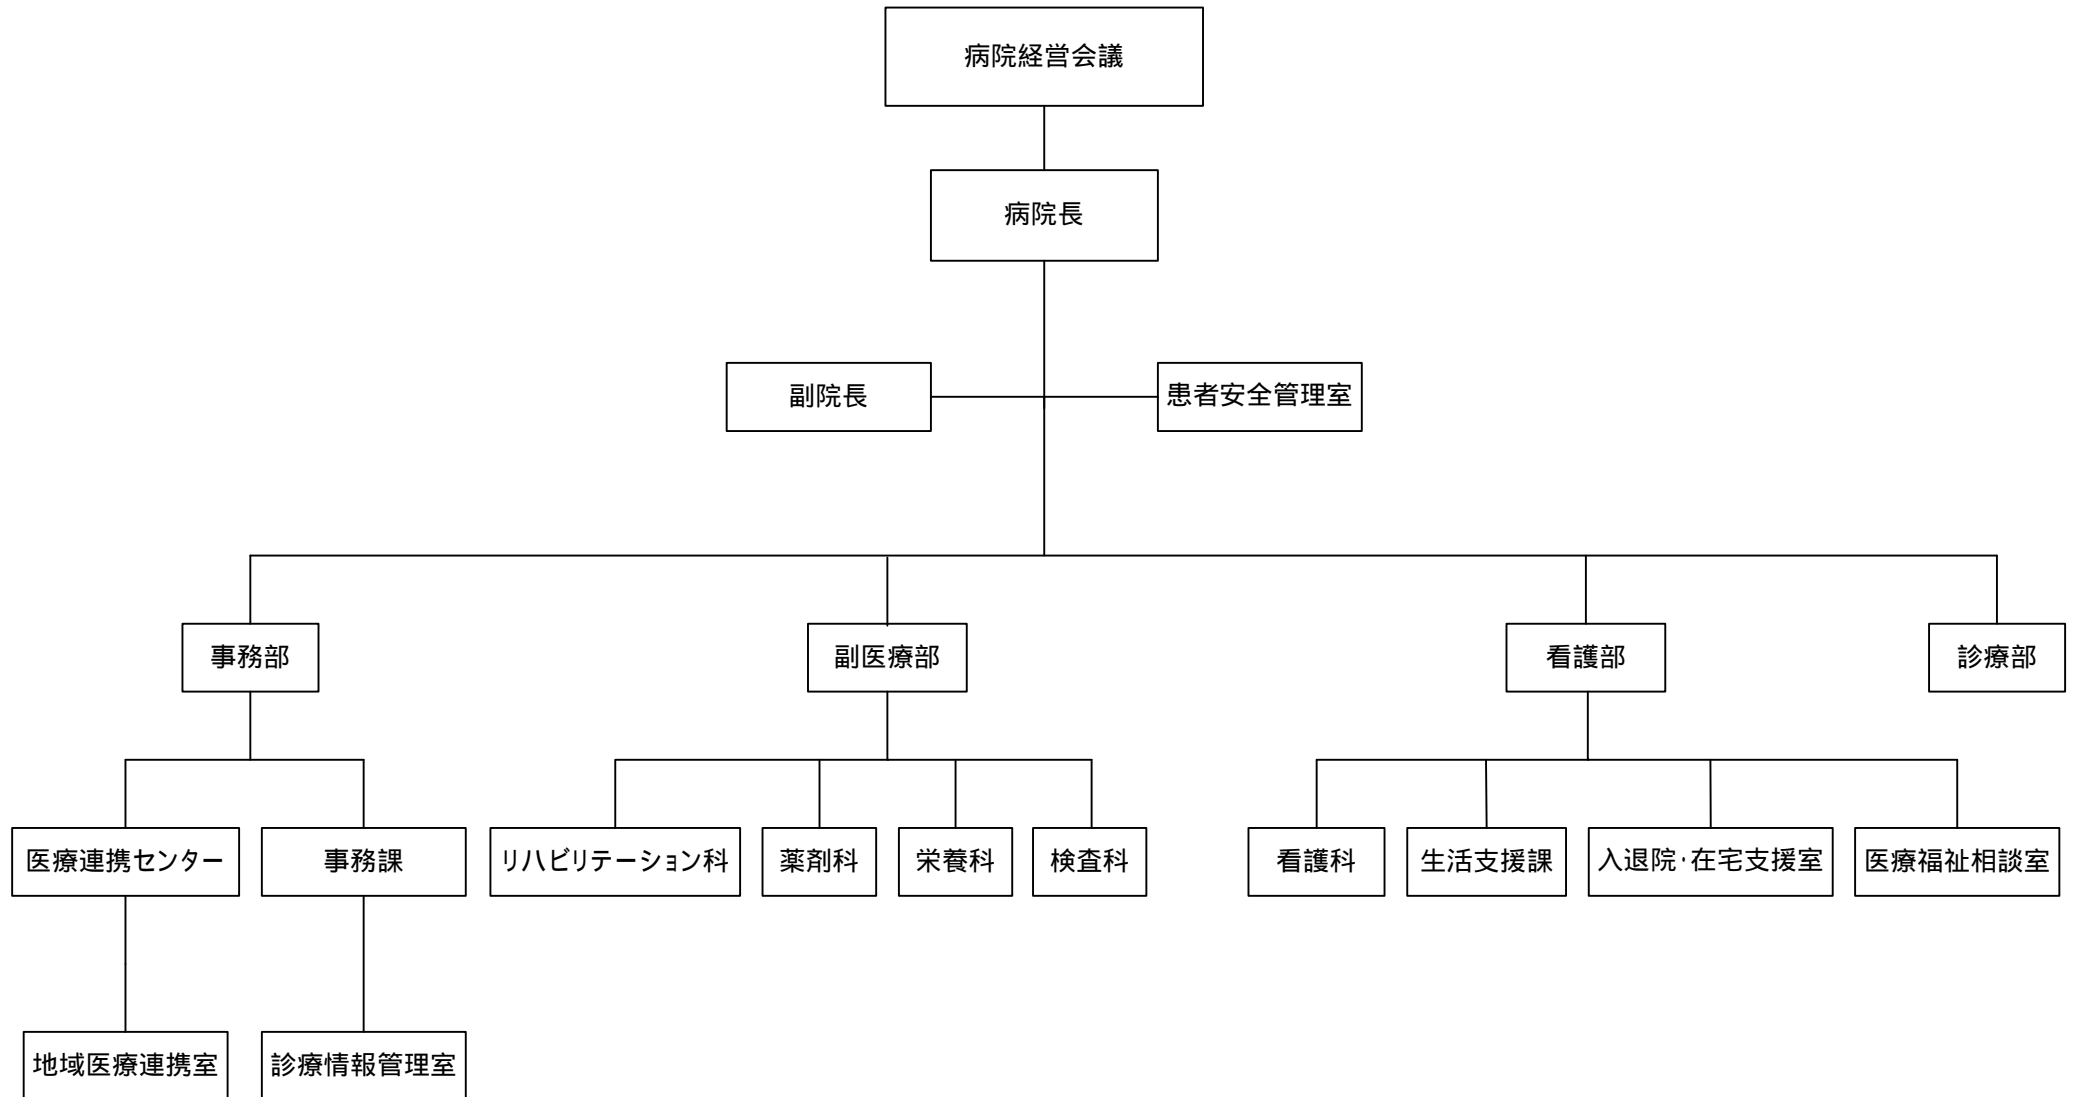 病院経営会議
病院長
副院長
患者安全管理室
事務部
副医療部
看護部
診療部
医療連携センター
事務課
リハビリテーション科
薬剤科
栄養科
検査科
看護科
生活支援課
入退院・在宅支援室
医療福祉相談室
地域医療連携室
診療情報管理室